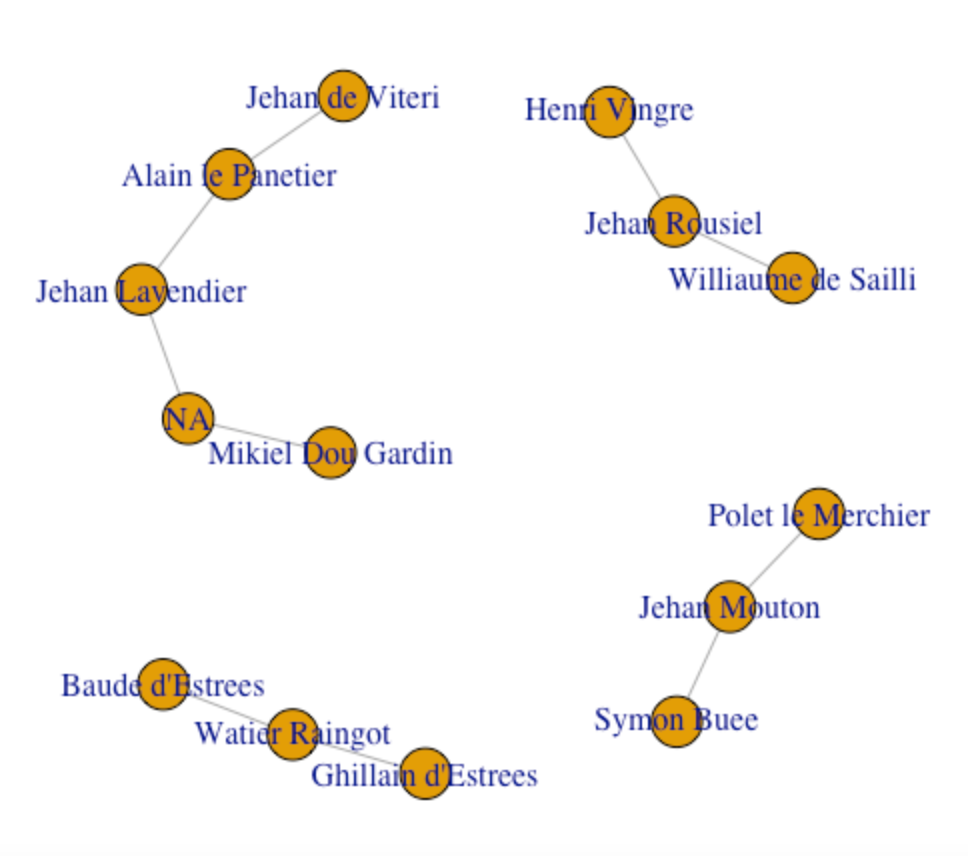 Jehan de Viteri
Henri Vingre
Alain le Panetier
Jehan Rousiel
Williaume de Sailli
Jehan Lavendier
NA
Mikiel Dou Gardin
Polet le Merchier
Jehan Mouton
Baude d'Estrees
Symon Buee
Watier Raingot
Ghillain d'Estrees